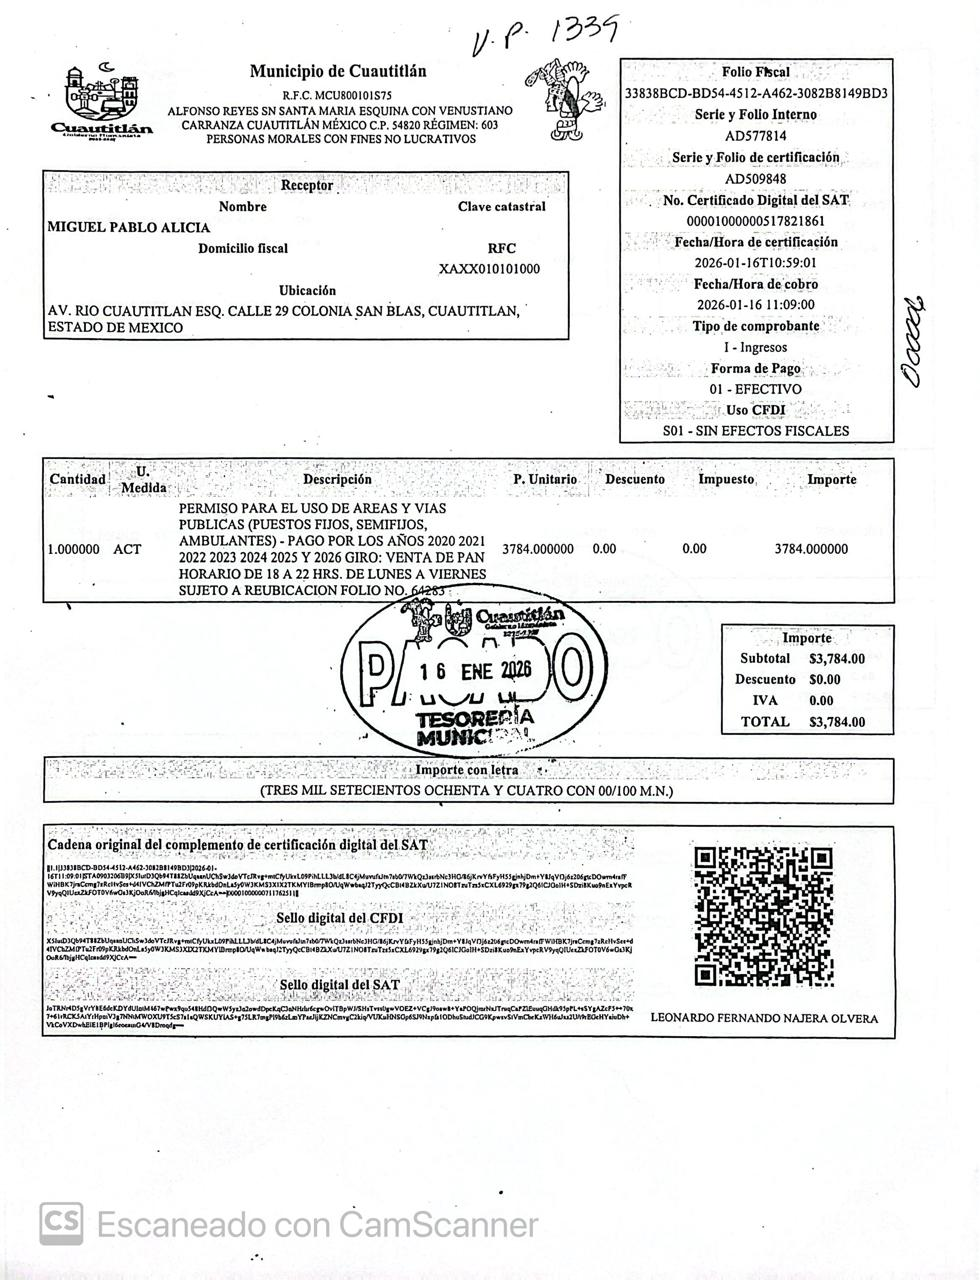 V. P. 1339
Municipio de Cuautitlán
R.F.C. MCU800101S75
ALFONSO REYES SN SANTA MARIA ESQUINA CON VENUSTIANO
CARRANZA CUAUTITLÁN MÉXICO C.P. 54820 RÉGIMEN: 603
PERSONAS MORALES CON FINES NO LUCRATIVOS
Cuautitlán
Folio Fiscal
33838BCD-BD54-4512-A462-3082B8149BD3
Serie y Folio Interno
AD577814
Serie y Folio de certificación
AD509848
No. Certificado Digital del SAT
00001000000517821861
Fecha/Hora de certificación
2026-01-16T10:59:01
Fecha/Hora de cobro
2026-01-16 11:09:00
Tipo de comprobante
I - Ingresos
Forma de Pago
01 - EFECTIVO
Uso CFDI
S01 - SIN EFECTOS FISCALES
Receptor
Nombre Clave catastral
MIGUEL PABLO ALICIA
Domicilio fiscal RFC
XAXX010101000
Ubicación
AV. RIO CUAUTITLAN ESQ. CALLE 29 COLONIA SAN BLAS, CUAUTITLAN,
ESTADO DE MEXICO
Cantidad U. Medida Descripción P. Unitario Descuento Impuesto Importe
PERMISO PARA EL USO DE AREAS Y VIAS
PUBLICAS (PUESTOS FIJOS, SEMIFIJOS,
AMBULANTES) - PAGO POR LOS AÑOS 2020 2021
1.000000 ACT 2022 2023 2024 2025 Y 2026 GIRO: VENTA DE PAN 3784.000000 0.00 0.00 3784.000000
HORARIO DE 18 A 22 HRS. DE LUNES A VIERNES
SUJETO A REUBICACION FOLIO NO. 64283
Cuautitlán
PAGADO
16 ENE 2026
TESORERÍA
MUNICIPAL
Importe
Subtotal $3,784.00
Descuento $0.00
IVA 0.00
TOTAL $3,784.00
Importe con letra
(TRES MIL SETECIENTOS OCHENTA Y CUATRO CON 00/100 M.N.)
Cadena original del complemento de certificación digital del SAT
Sello digital del CFDI
Sello digital del SAT
LEONARDO FERNANDO NAJERA OLVERA
CS Escaneado con CamScanner